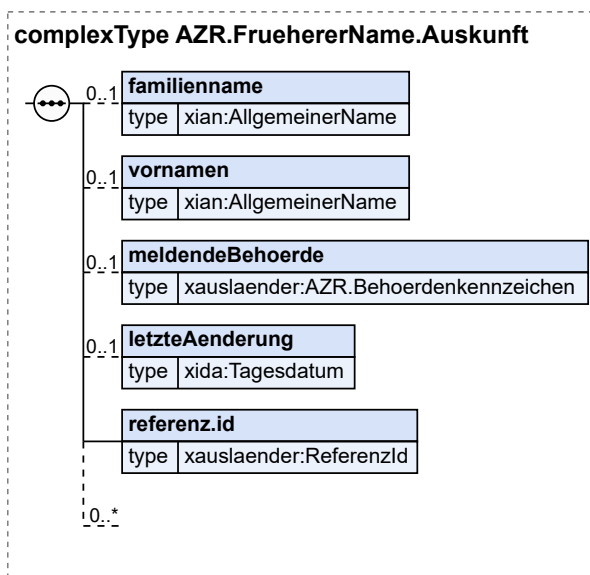 complexType AZR.FruehererName.Auskunft
0..1 familienname
type xian:AllgemeinerName
0..1 vornamen
type xian:AllgemeinerName
0..1 meldendeBehoerde
type xauslaender:AZR.Behoerdenkennzeichen
0..1 letzteAenderung
type xida:Tagesdatum
referenz.id
type xauslaender:ReferenzId
0..*